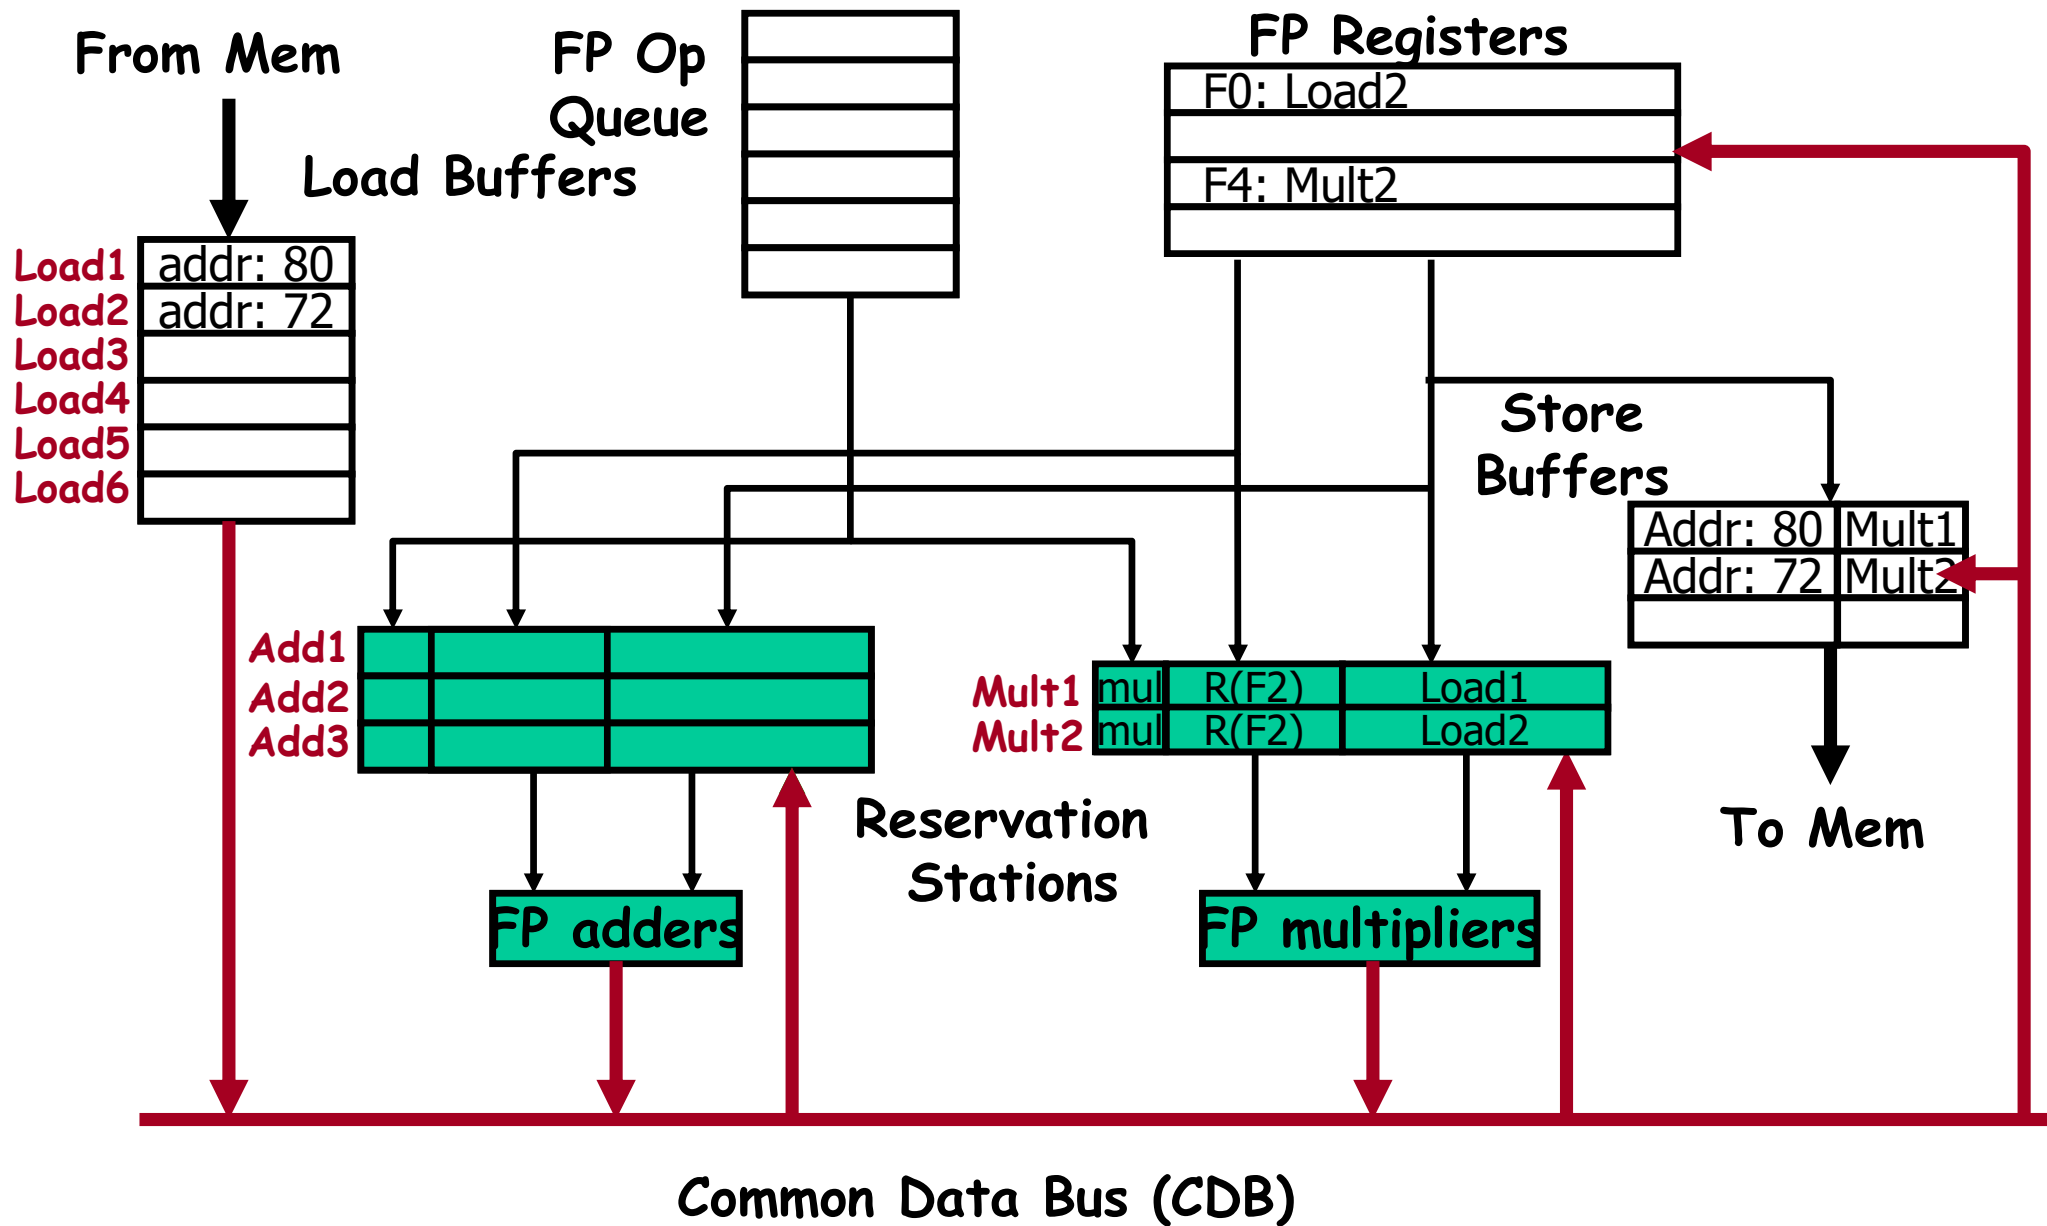 From Mem
FP Op
Queue
FP Registers
F0: Load2
F4: Mult2
Load Buffers
Load1
addr: 80
Load2
addr: 72
Load3
Load4
Load5
Load6
Store
Buffers
Addr: 80
Mult1
Addr: 72
Mult2
Add1
Add2
Add3
Mult1
mul
R(F2)
Load1
Mult2
mul
R(F2)
Load2
Reservation
Stations
To Mem
FP adders
FP multipliers
Common Data Bus (CDB)